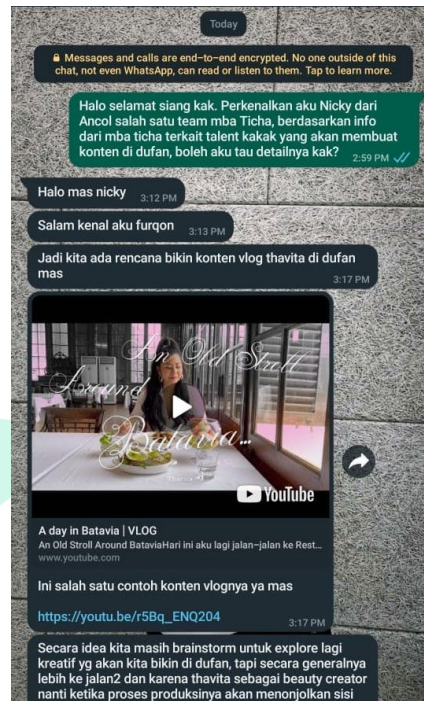 Today
🔒 Messages and calls are end-to-end encrypted. No one outside of this
chat, not even WhatsApp, can read or listen to them. Tap to learn more.
Halo selamat siang kak. Perkenalkan aku Nicky dari
Ancol salah satu team mba Ticha, berdasarkan info
dari mba ticha terkait talent kakak yang akan membuat
konten di dufan, boleh aku tau detailnya kak?
2:59 PM
Halo mas nicky
3:12 PM
Salam kenal aku furqon
3:13 PM
Jadi kita ada rencana bikin konten vlog thavita di dufan
mas
3:17 PM
An Old Stroll
Around
Batavia...
YouTube
A day in Batavia | VLOG
An Old Stroll Around BataviaHari ini aku lagi jalan-jalan ke Rest...
www.youtube.com
Ini salah satu contoh konten vlognya ya mas
https://youtu.be/r5Bq_ENQ204
3:17 PM
Secara idea kita masih brainstorm untuk explore lagi
kreatif yg akan kita bikin di dufan, tapi secara generalnya
lebih ke jalan2 dan karena thavita sebagai beauty creator
nanti ketika proses produksinya akan menonjolkan sisi